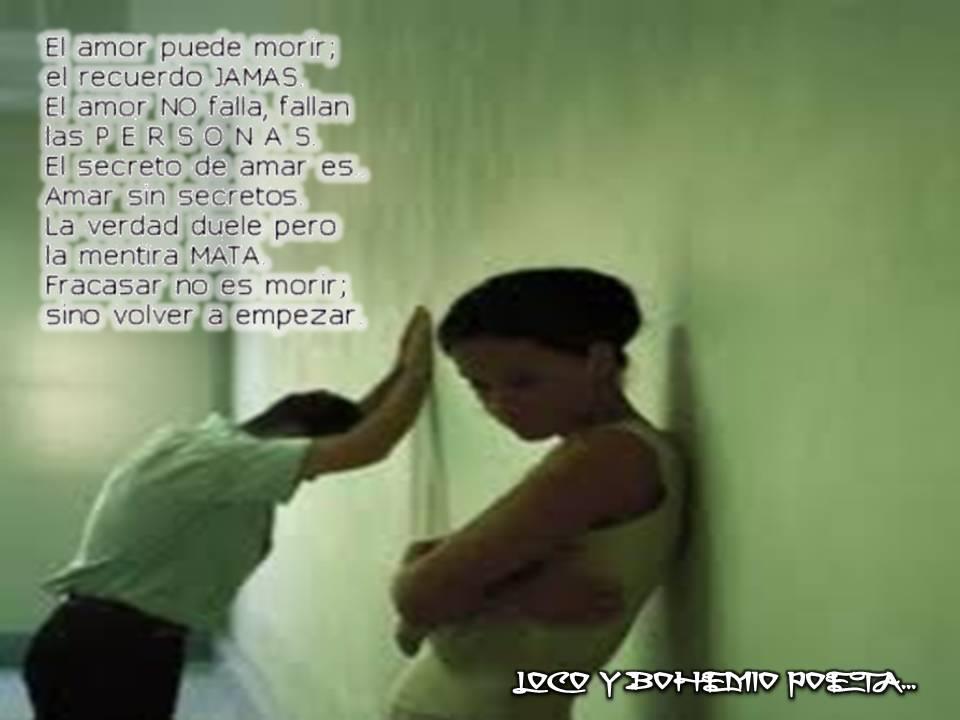 El amor puede morir;
el recuerdo JAMAS.
El amor NO falla, fallan
las P E R S O N A S.
El secreto de amar es..
Amar sin secretos.
La verdad duele pero
la mentira MATA.
Fracasar no es morir;
sino volver a empezar.
LOCO Y BOHEMIO POETA...